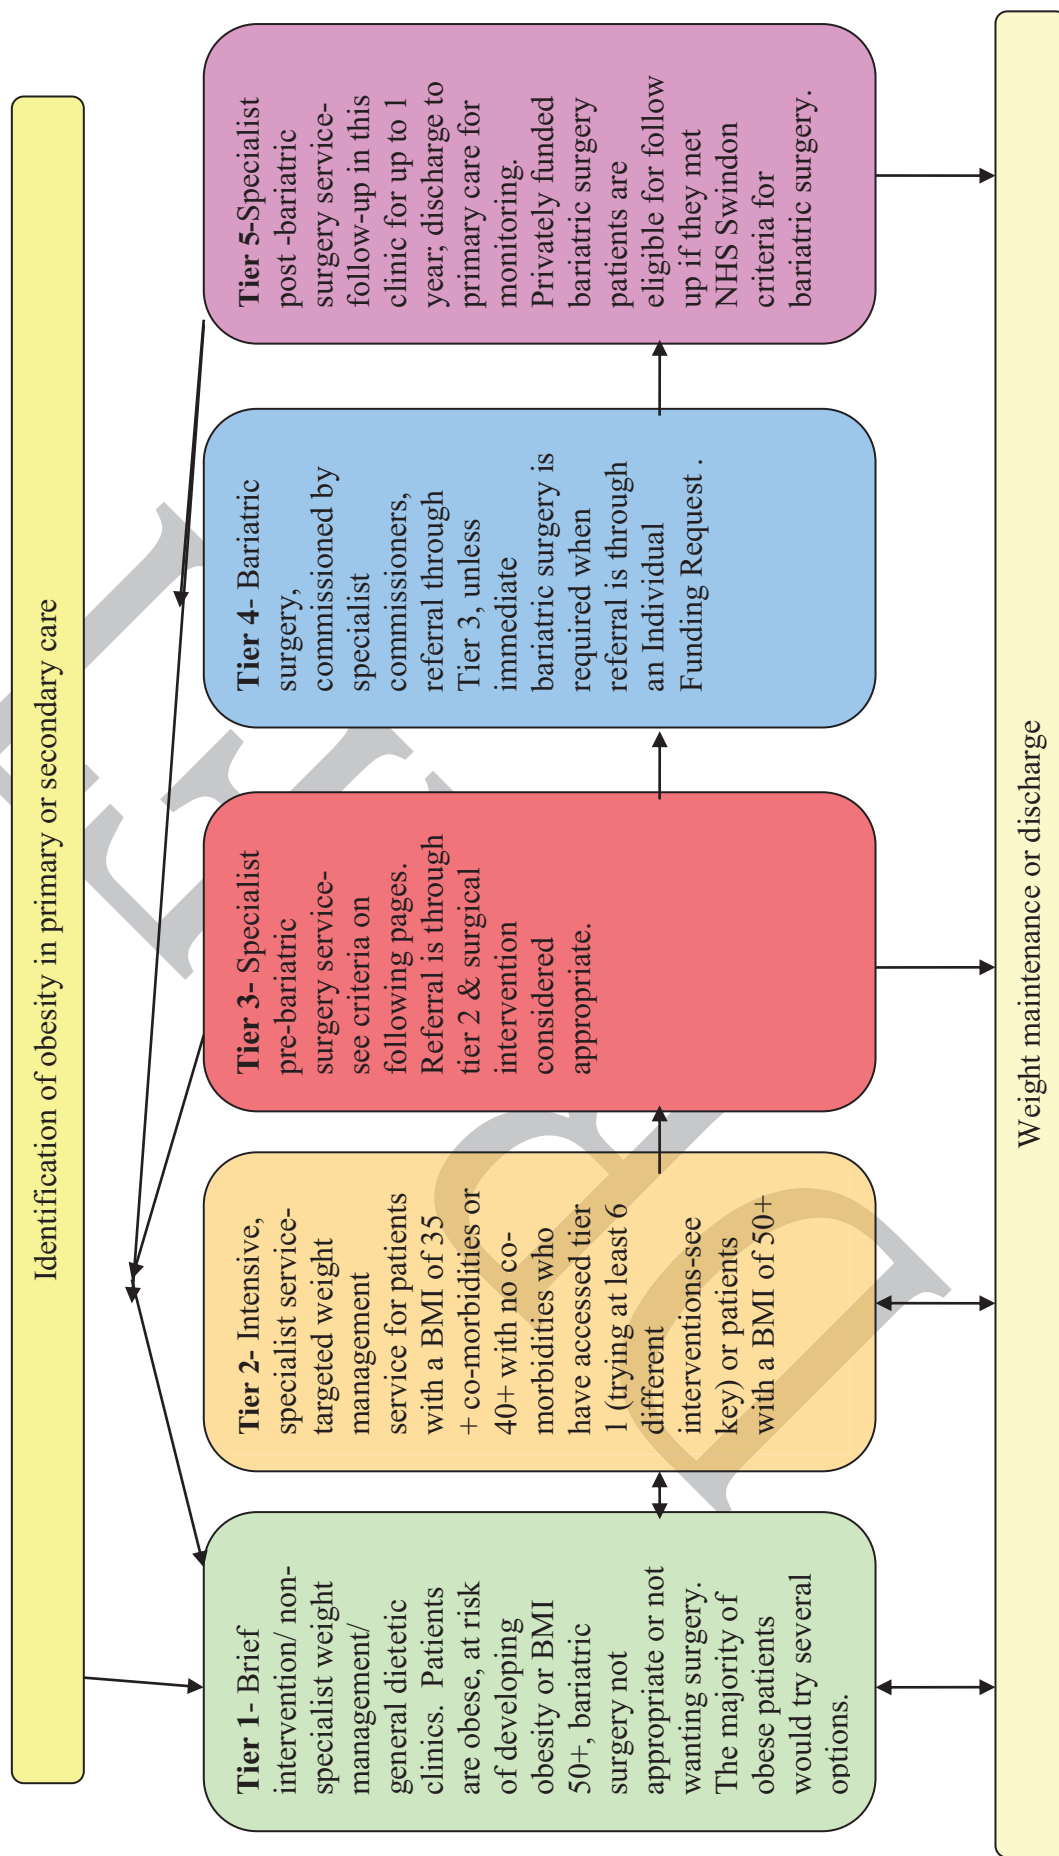 Identification of obesity in primary or secondary care
Tier 1- Brief
intervention/ non-
specialist weight
management/
general dietetic
clinics.  Patients
are obese, at risk
of developing
obesity or BMI
50+, bariatric
surgery not
appropriate or not
wanting surgery.
The majority of
obese patients
would try several
options.
Tier 2- Intensive,
specialist service-
targeted weight
management
service for patients
with a BMI of 35
+ co-morbidities or
40+ with no co-
morbidities who
have accessed tier
1 (trying at least 6
different
interventions-see
key) or patients
with a BMI of 50+
Tier 3- Specialist
pre-bariatric
surgery service-
see criteria on
following pages.
Referral is through
tier 2 & surgical
intervention
considered
appropriate.
Tier 4- Bariatric
surgery,
commissioned by
specialist
commissioners,
referral through
Tier 3, unless
immediate
bariatric surgery is
required when
referral is through
an Individual
Funding Request .
Tier 5-Specialist
post -bariatric
surgery service-
follow-up in this
clinic for up to 1
year; discharge to
primary care for
monitoring.
Privately funded
bariatric surgery
patients are
eligible for follow
up if they met
NHS Swindon
criteria for
bariatric surgery.
Weight maintenance or discharge